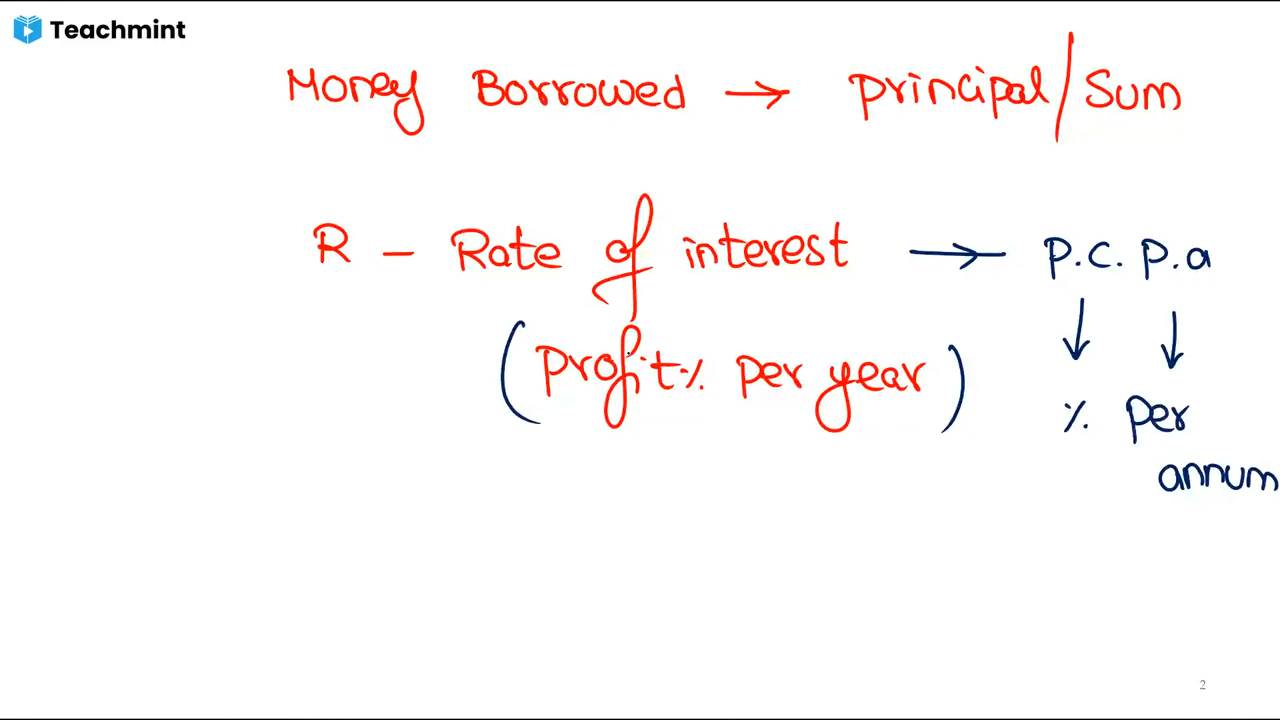 Teachmint
Money Borrowed → Principal/Sum
R – Rate of interest → P.C. P.a
(Profit% per year) ↓ ↓
% Per
annum
2